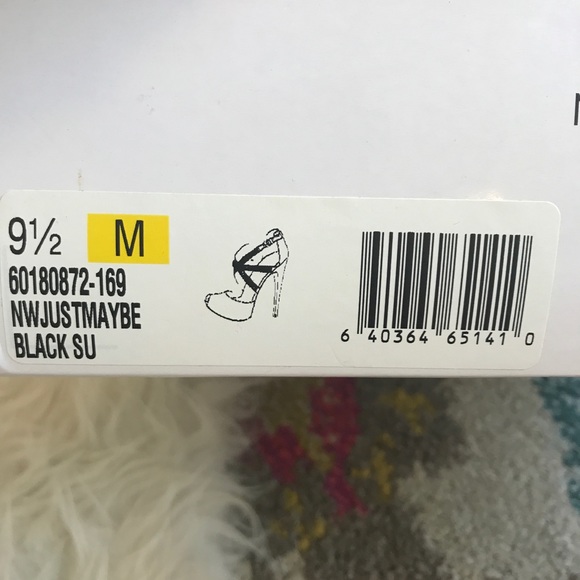 9½ M
60180872-169
NWJUSTMAYBE
BLACK SU
6 40364 65141 0